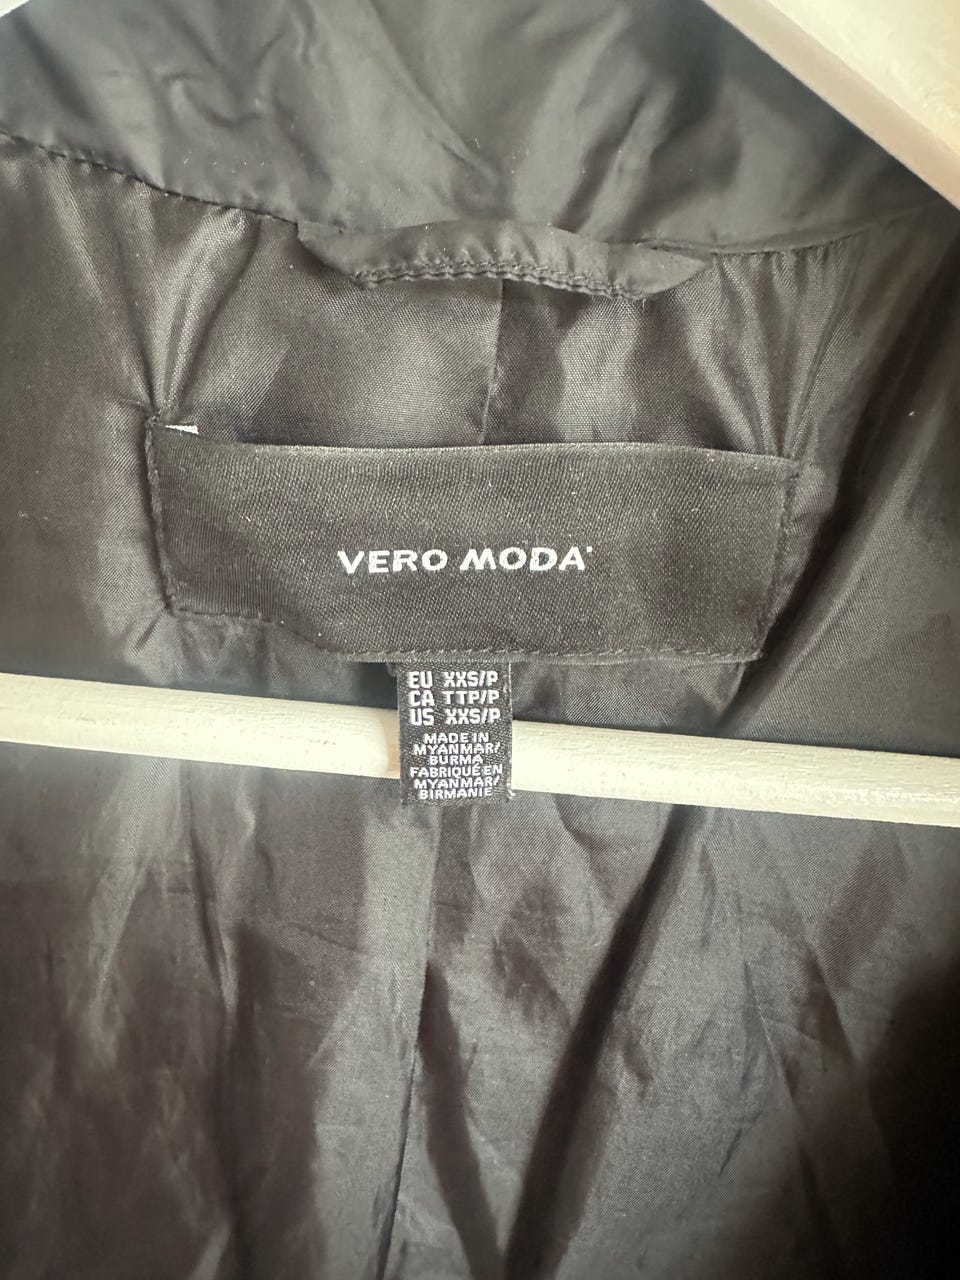 VERO MODA
EU XXS/P
CA TTP/P
US XXS/P
MADE IN
MYANMAR/
BURMA
FABRIQUÉ EN
MYANMAR/
BIRMANIE